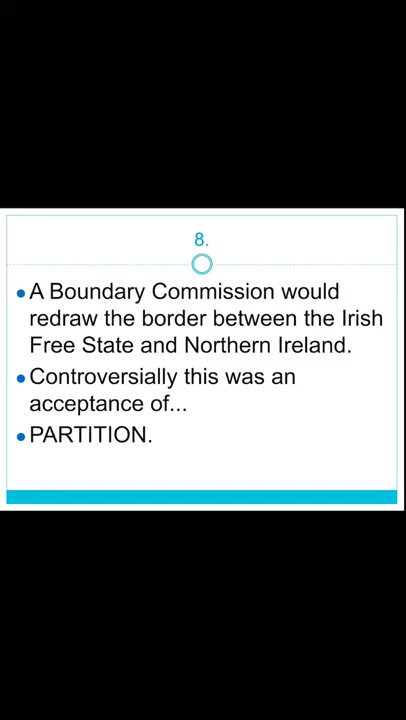 8.
A Boundary Commission would
redraw the border between the Irish
Free State and Northern Ireland.
Controversially this was an
acceptance of...
PARTITION.